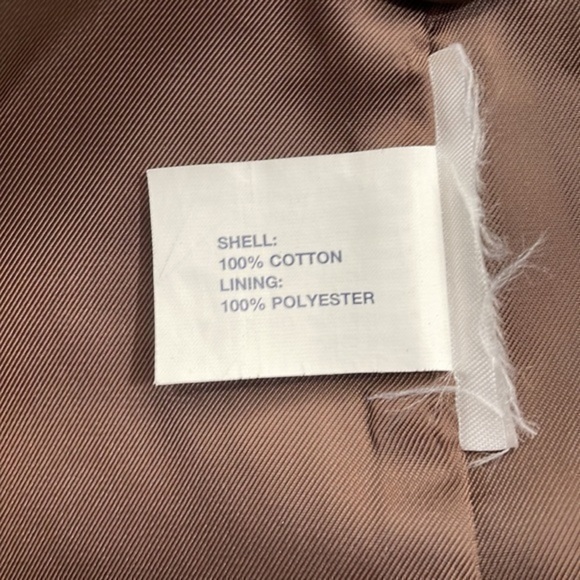 SHELL:
100% COTTON
LINING:
100% POLYESTER